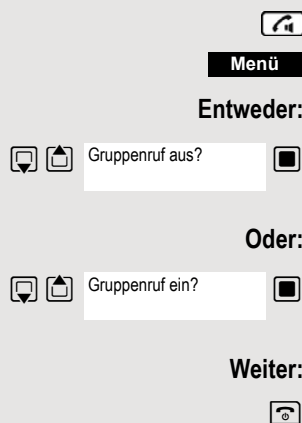 Menü
Entweder:
Gruppenruf aus?
Oder:
Gruppenruf ein?
Weiter: